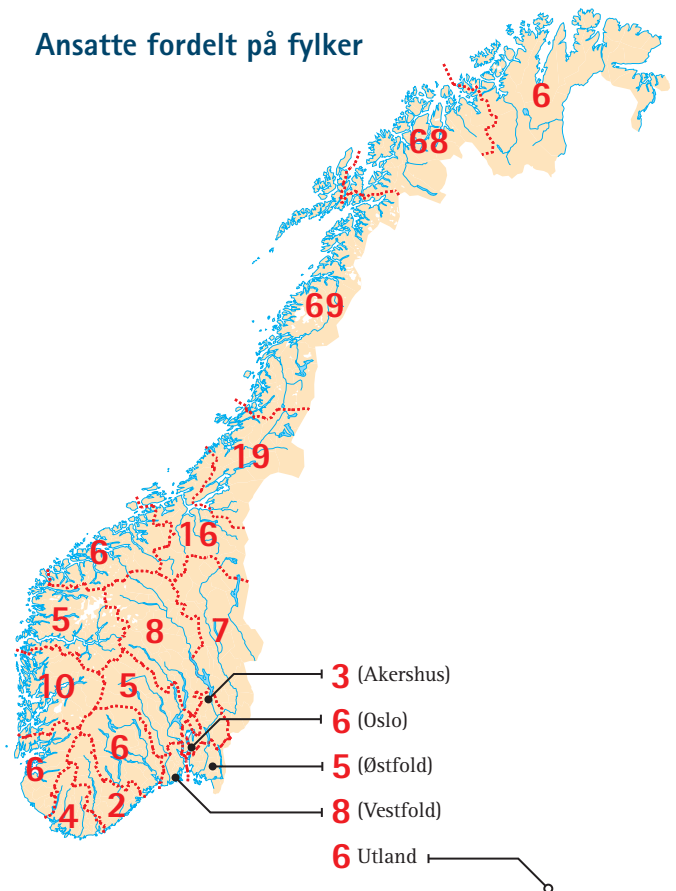 Ansatte fordelt på fylker
6
68
69
19
16
6
5
8
7
10
5
3 (Akershus)
6 (Oslo)
6
5 (Østfold)
6
2
4
8 (Vestfold)
6 Utland